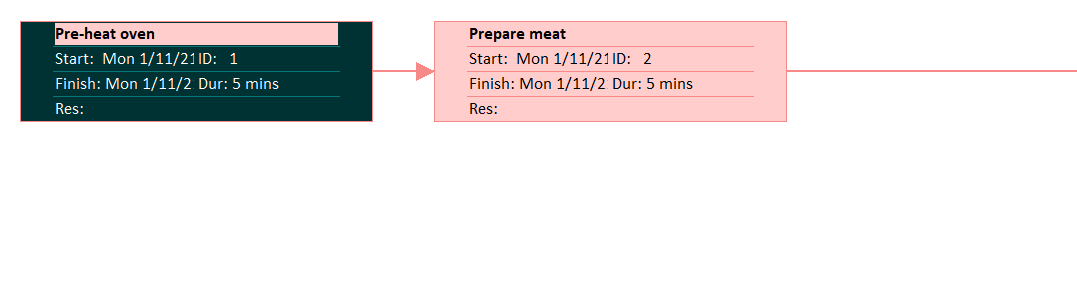 Pre-heat oven
Start: Mon 1/11/21 ID: 1
Finish: Mon 1/11/2 Dur: 5 mins
Res:
Prepare meat
Start: Mon 1/11/21 ID: 2
Finish: Mon 1/11/2 Dur: 5 mins
Res: